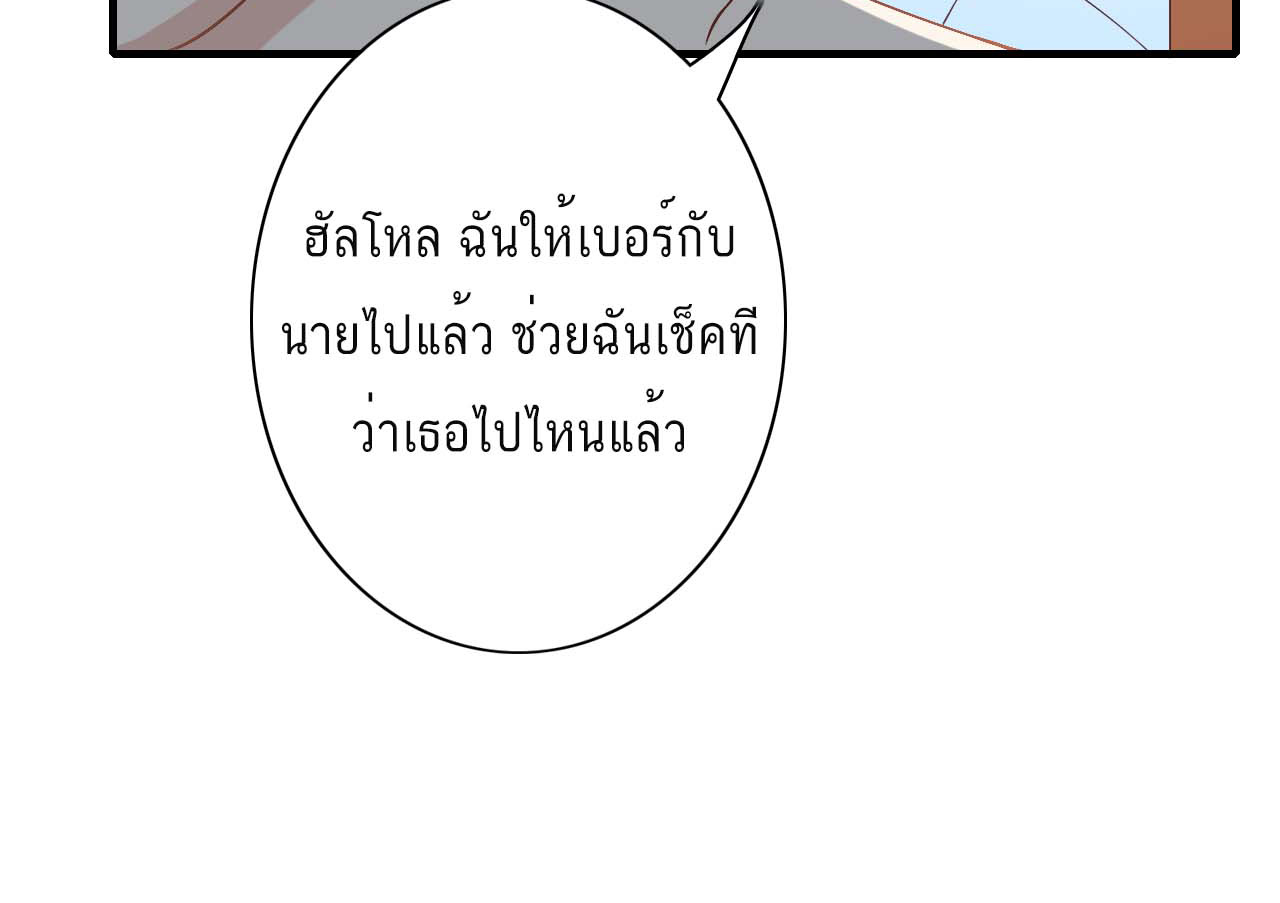 ฮัลโหล ฉันให้เบอร์กับ
นายไปแล้ว ช่วยฉันเช็คที
ว่าเธอไปไหนแล้ว